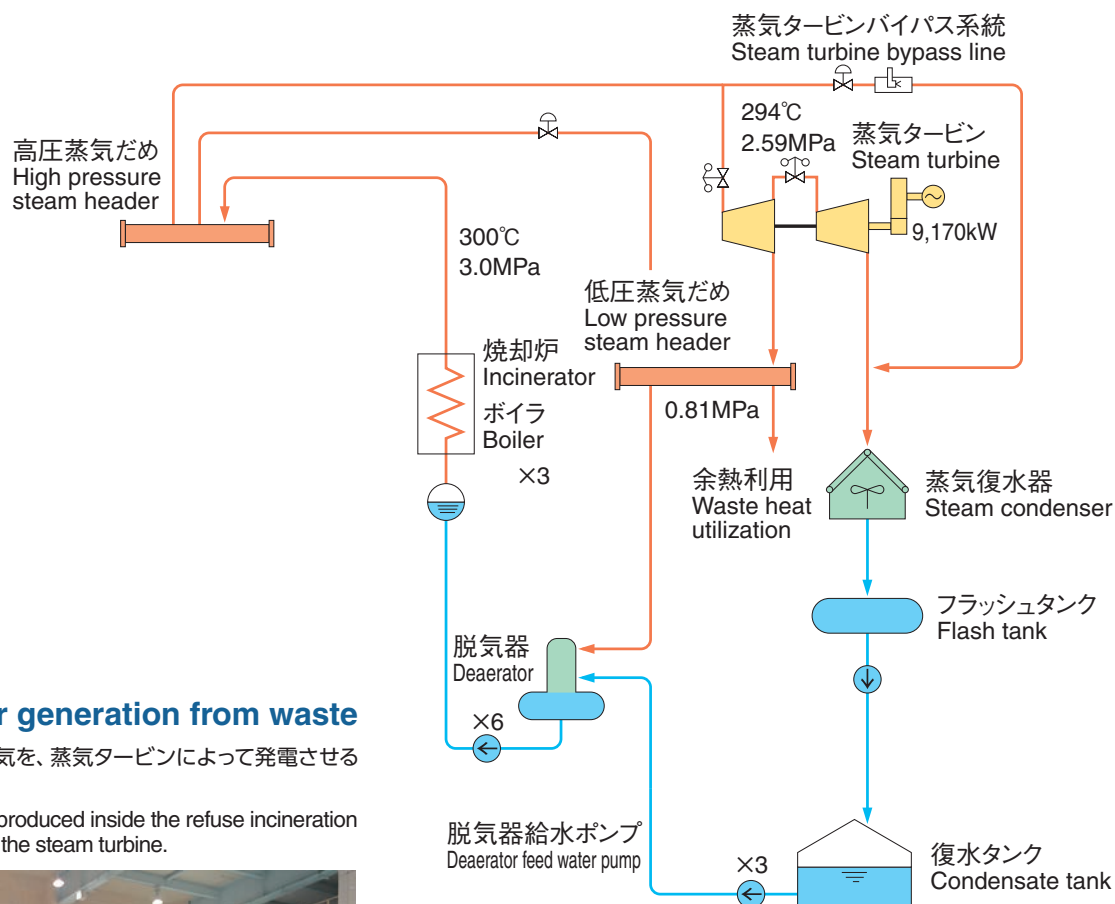 蒸気タービンバイパス系統
Steam turbine bypass line
294℃
2.59MPa
蒸気タービン
Steam turbine
9,170kW
高圧蒸気だめ
High pressure
steam header
300℃
3.0MPa
低圧蒸気だめ
Low pressure
steam header
0.81MPa
焼却炉
Incinerator
ボイラ
Boiler
×3
余熱利用
Waste heat
utilization
蒸気復水器
Steam condenser
フラッシュタンク
Flash tank
脱気器
Deaerator
×6
脱気器給水ポンプ
Deaerator feed water pump
×3
復水タンク
Condensate tank
r generation from waste
気を、蒸気タービンによって発電させる
produced inside the refuse incineration
the steam turbine.